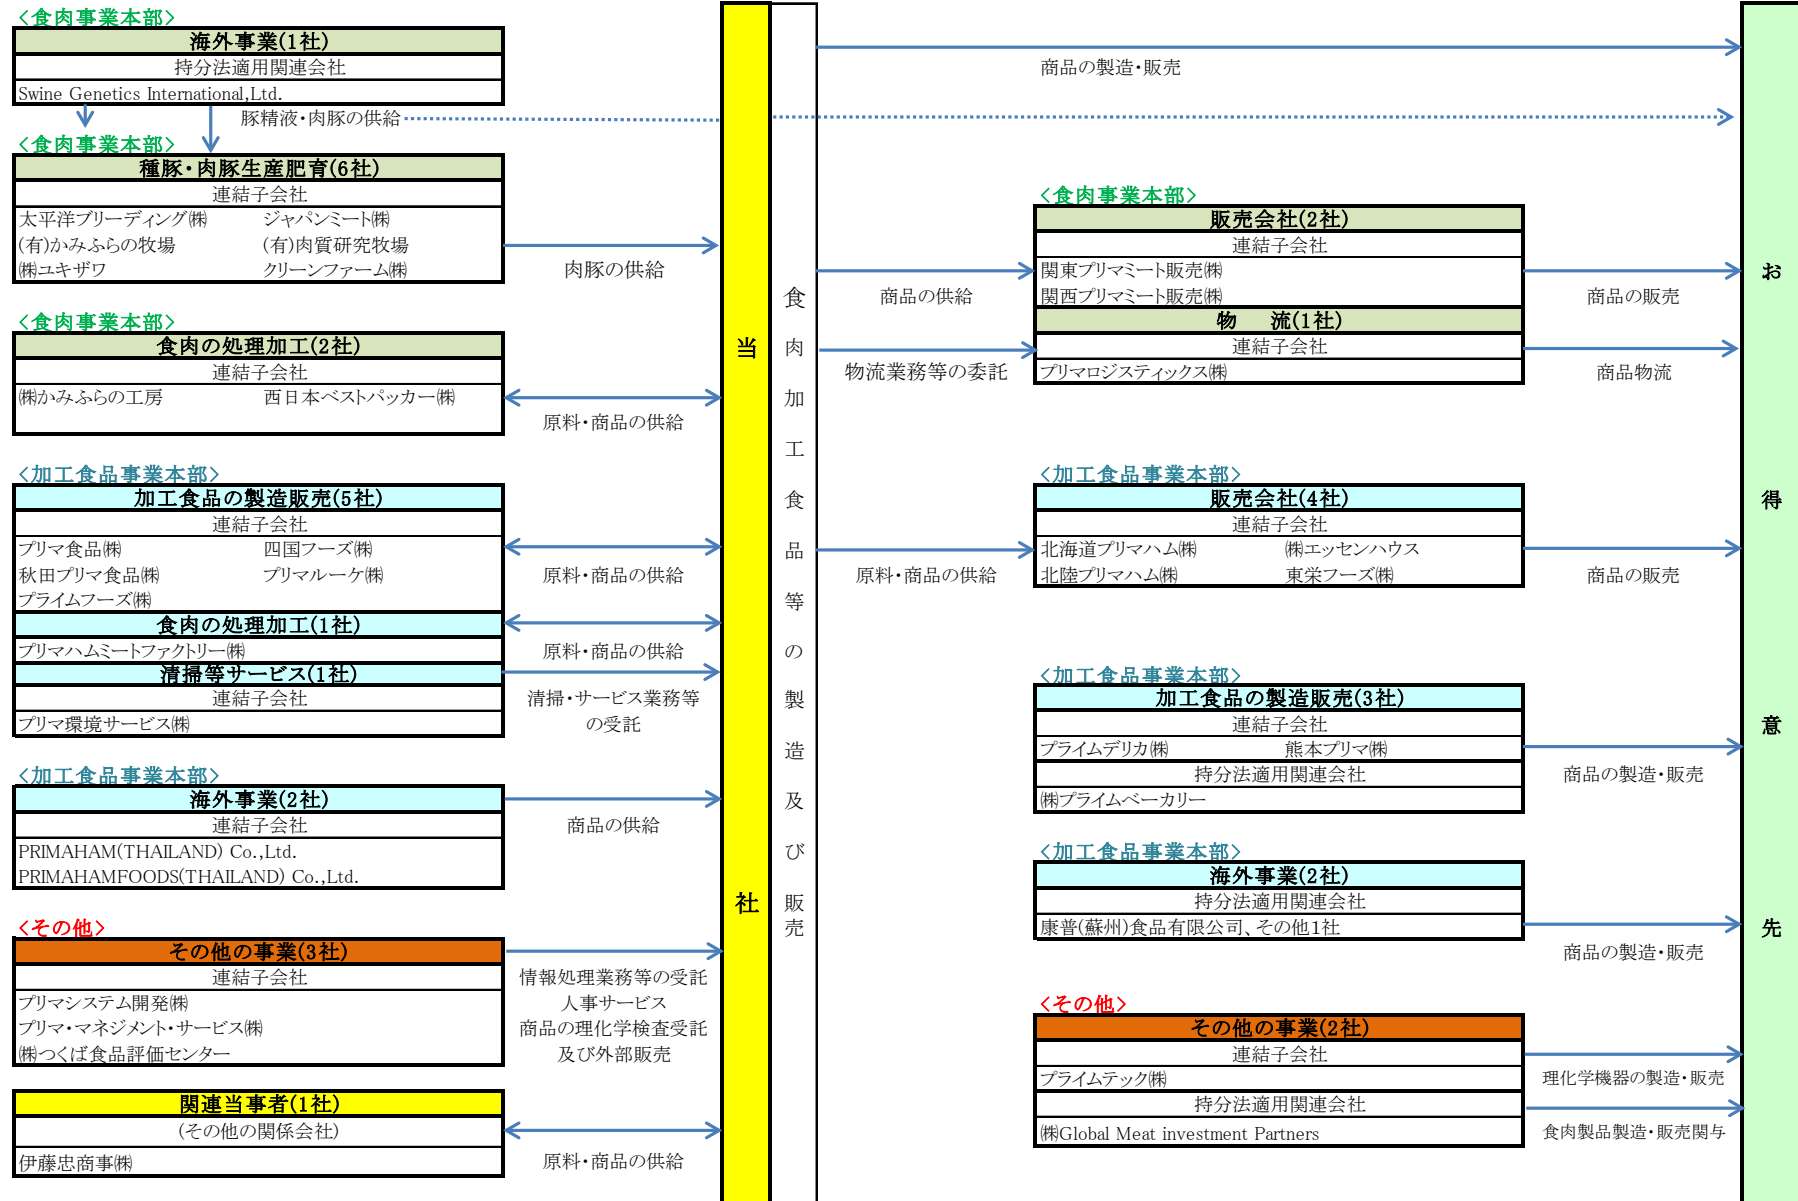 <食肉事業本部>
海外事業(1社)
持分法適用関連会社
Swine Genetics International,Ltd.
豚精液・肉豚の供給
<食肉事業本部>
種豚・肉豚生産肥育(6社)
連結子会社
太平洋ブリーディング㈱ ジャパンミート㈱
(有)かみふらの牧場 (有)肉質研究牧場
㈱ユキザワ クリーンファーム㈱
肉豚の供給
<食肉事業本部>
食肉の処理加工(2社)
連結子会社
㈱かみふらの工房 西日本ベストパッカー㈱
原料・商品の供給
<加工食品事業本部>
加工食品の製造販売(5社)
連結子会社
プリマ食品㈱ 四国フーズ㈱
秋田プリマ食品㈱ プリマルーケ㈱
プライムフーズ㈱
原料・商品の供給
食肉の処理加工(1社)
プリマハムミートファクトリー㈱
原料・商品の供給
清掃等サービス(1社)
連結子会社
プリマ環境サービス㈱
清掃・サービス業務等
の受託
<加工食品事業本部>
海外事業(2社)
連結子会社
PRIMAHAM(THAILAND) Co.,Ltd.
PRIMAHAMFOODS(THAILAND) Co.,Ltd.
商品の供給
<その他>
その他の事業(3社)
連結子会社
プリマシステム開発㈱
プリマ・マネジメント・サービス㈱
㈱つくば食品評価センター
情報処理業務等の受託
人事サービス
商品の理化学検査受託
及び外部販売
関連当事者(1社)
(その他の関係会社)
伊藤忠商事㈱
原料・商品の供給
当社
食肉加工食品等の製造及び販売
商品の製造・販売
<食肉事業本部>
販売会社(2社)
連結子会社
関東プリマミート販売㈱
関西プリマミート販売㈱
商品の供給
商品の販売
物 流(1社)
連結子会社
プリマロジスティックス㈱
物流業務等の委託
商品物流
<加工食品事業本部>
販売会社(4社)
連結子会社
北海道プリマハム㈱ ㈱エッセンハウス
北陸プリマハム㈱ 東栄フーズ㈱
原料・商品の供給
商品の販売
<加工食品事業本部>
加工食品の製造販売(3社)
連結子会社
プライムデリカ㈱ 熊本プリマ㈱
持分法適用関連会社
㈱プライムベーカリー
商品の製造・販売
<加工食品事業本部>
海外事業(2社)
持分法適用関連会社
康普(蘇州)食品有限公司、その他1社
商品の製造・販売
<その他>
その他の事業(2社)
連結子会社
プライムテック㈱
理化学機器の製造・販売
持分法適用関連会社
㈱Global Meat investment Partners
食肉製品製造・販売関与
お得意先